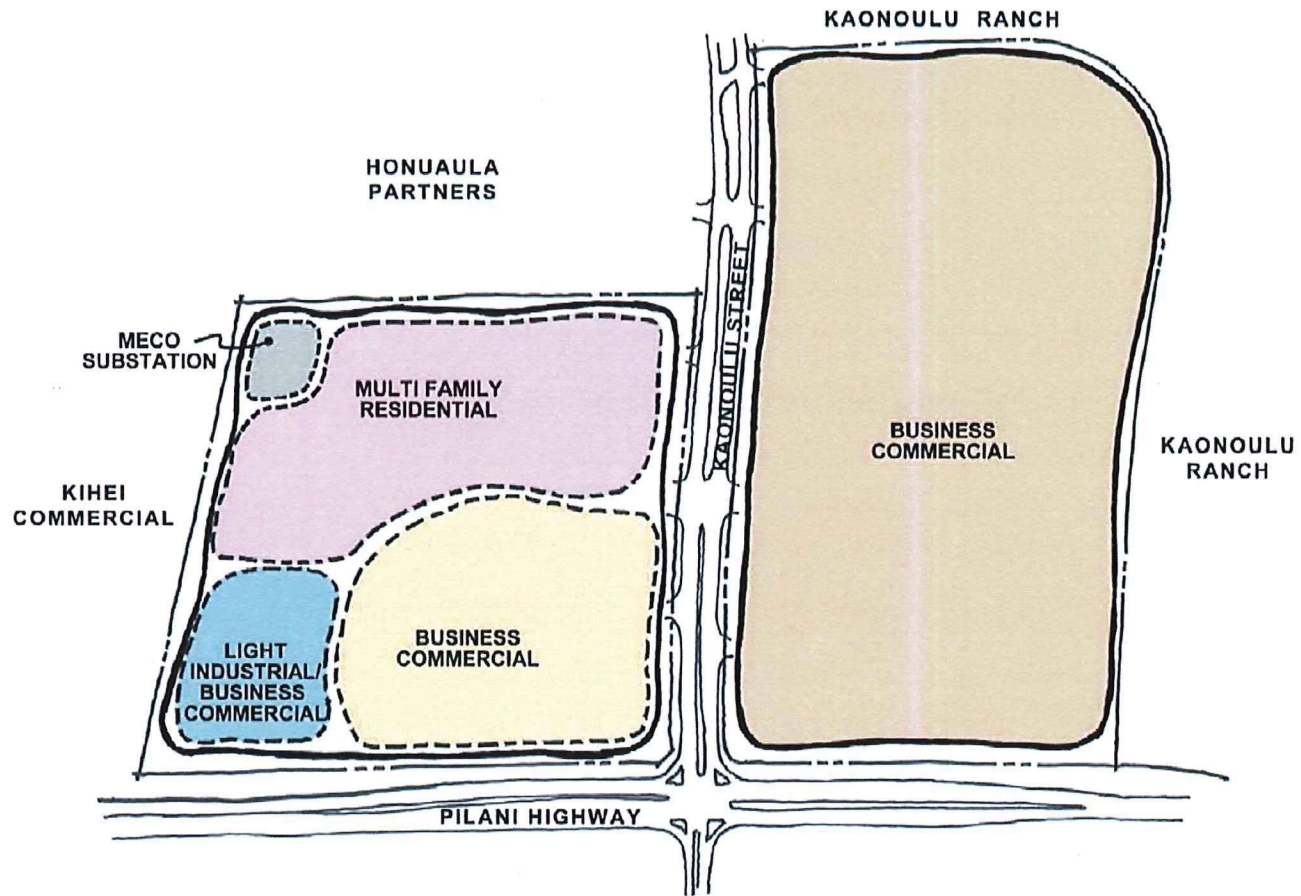 KAONOULU RANCH
HONUAULA
PARTNERS
KAONOULU STREET
MECO
SUBSTATION
MULTI FAMILY
RESIDENTIAL
BUSINESS
COMMERCIAL
KAONOULU
RANCH
KIHEI
COMMERCIAL
LIGHT
INDUSTRIAL/
BUSINESS
COMMERCIAL
BUSINESS
COMMERCIAL
PILANI HIGHWAY